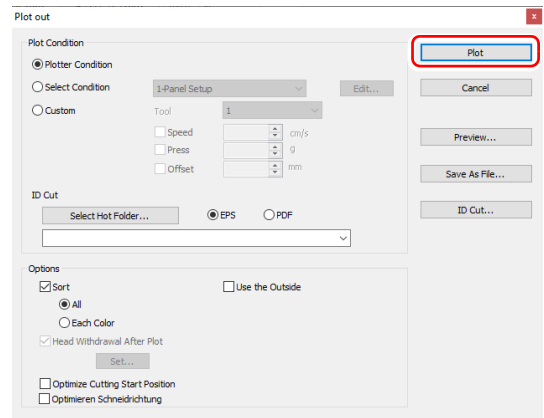 Plot out
x
Plot Condition
Plotter Condition
Select Condition 1-Panel Setup Edit...
Custom Tool 1
Speed cm/s
Press g
Offset mm
ID Cut
Select Hot Folder... EPS PDF
Options
Sort Use the Outside
All
Each Color
Head Withdrawal After Plot
Set...
Optimize Cutting Start Position
Optimieren Schneidrichtung
Plot
Cancel
Preview...
Save As File...
ID Cut...